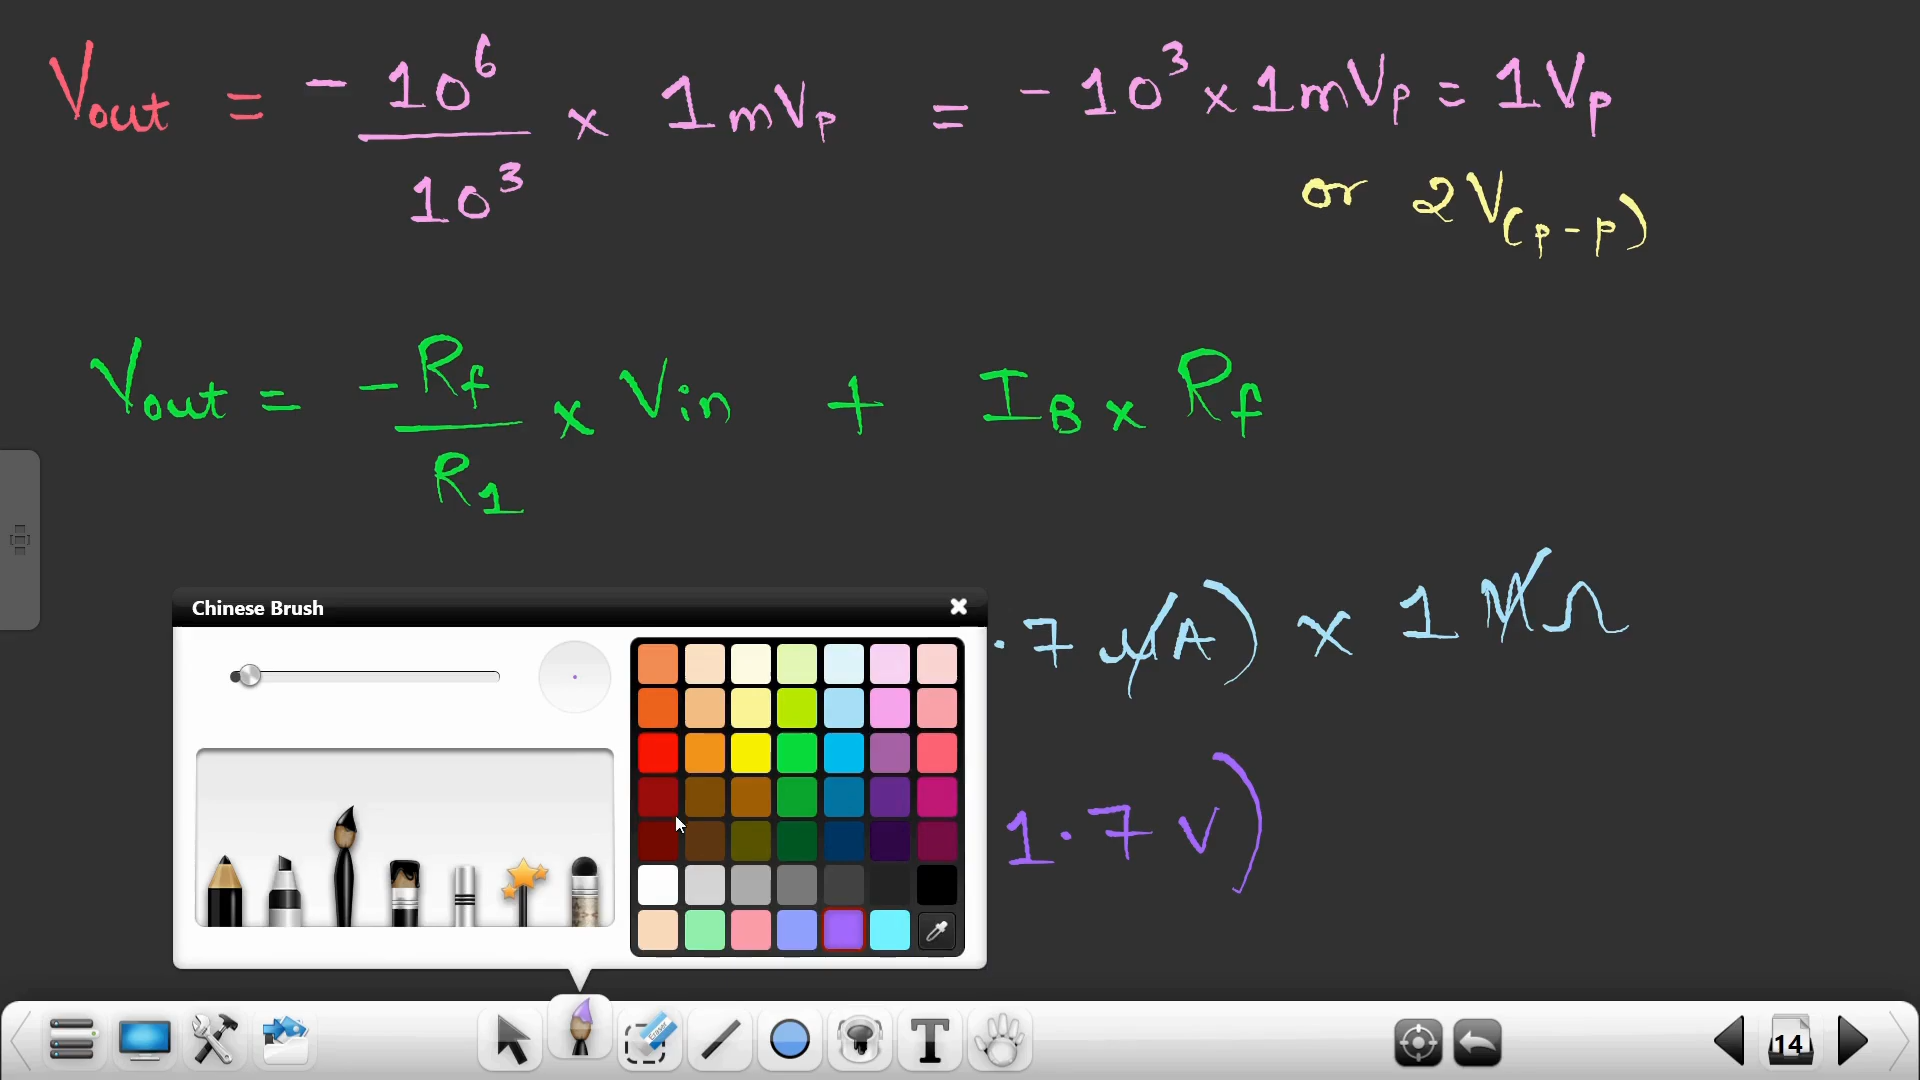 Vout = - 10^6 / 10^3 x 1mVp = - 10^3 x 1mVp = 1Vp
or 2V(p-p)
Vout = -Rf / R1 x Vin + IB x Rf
Chinese Brush
.7 μA) x 1 MΩ
1.7 V)
14